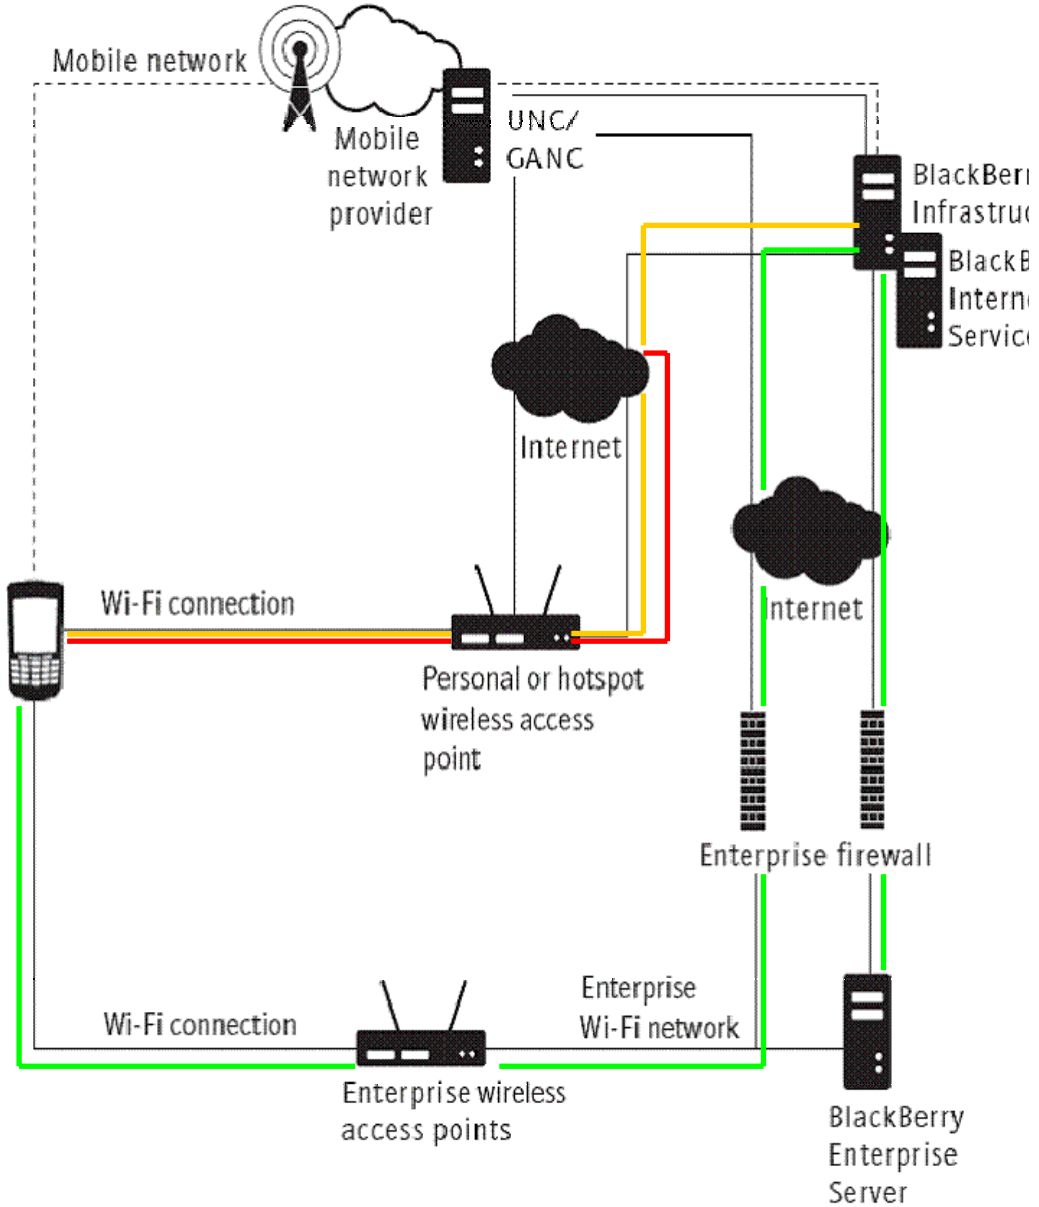 Mobile network
Mobile
network
provider
UNC/
GANC
BlackBerr
Infrastruc
BlackB
Intern
Servic
Internet
Internet
Wi-Fi connection
Personal or hotspot
wireless access
point
Enterprise firewall
Enterprise
Wi-Fi network
Wi-Fi connection
Enterprise wireless
access points
BlackBerry
Enterprise
Server